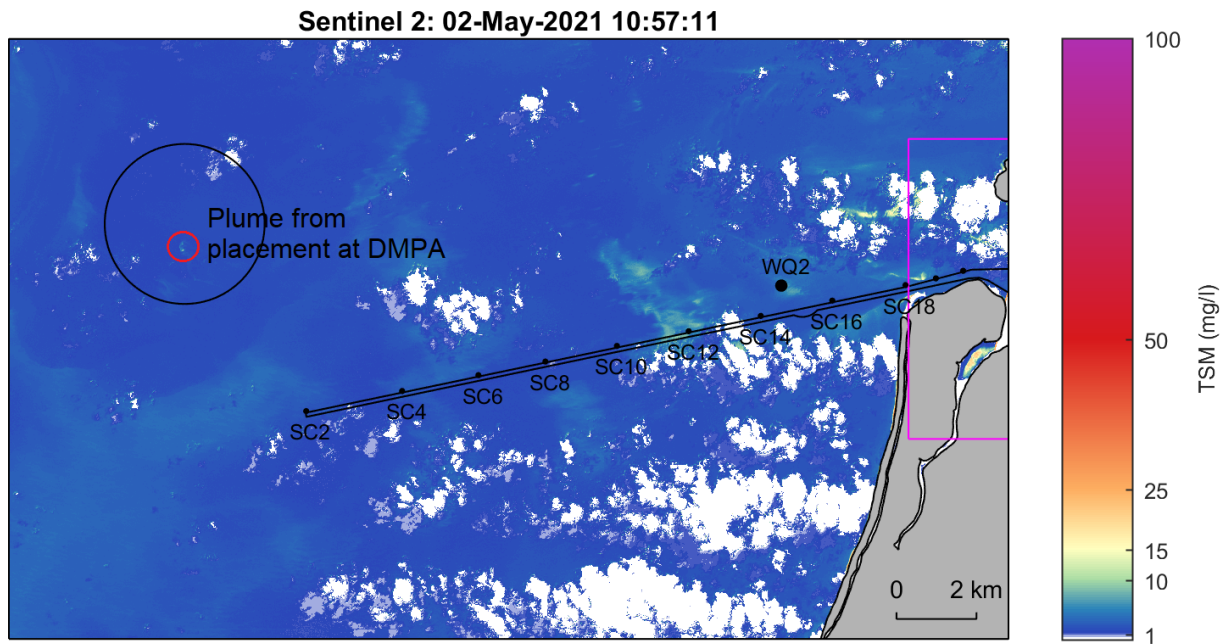 Sentinel 2: 02-May-2021 10:57:11
Plume from
placement at DMPA
WQ2
SC2
SC4
SC6
SC8
SC10
SC12
SC14
SC16
SC18
0 2 km
100
50
25
15
10
1
TSM (mg/l)